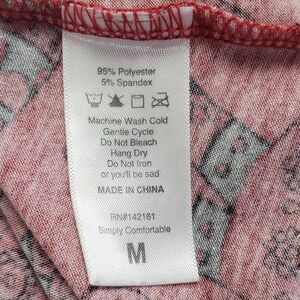 95% Polyester
5% Spandex
Machine Wash Cold
Gentle Cycle
Do Not Bleach
Hang Dry
Do Not Iron
or you'll be sad
MADE IN CHINA
RN#142161
Simply Comfortable
M